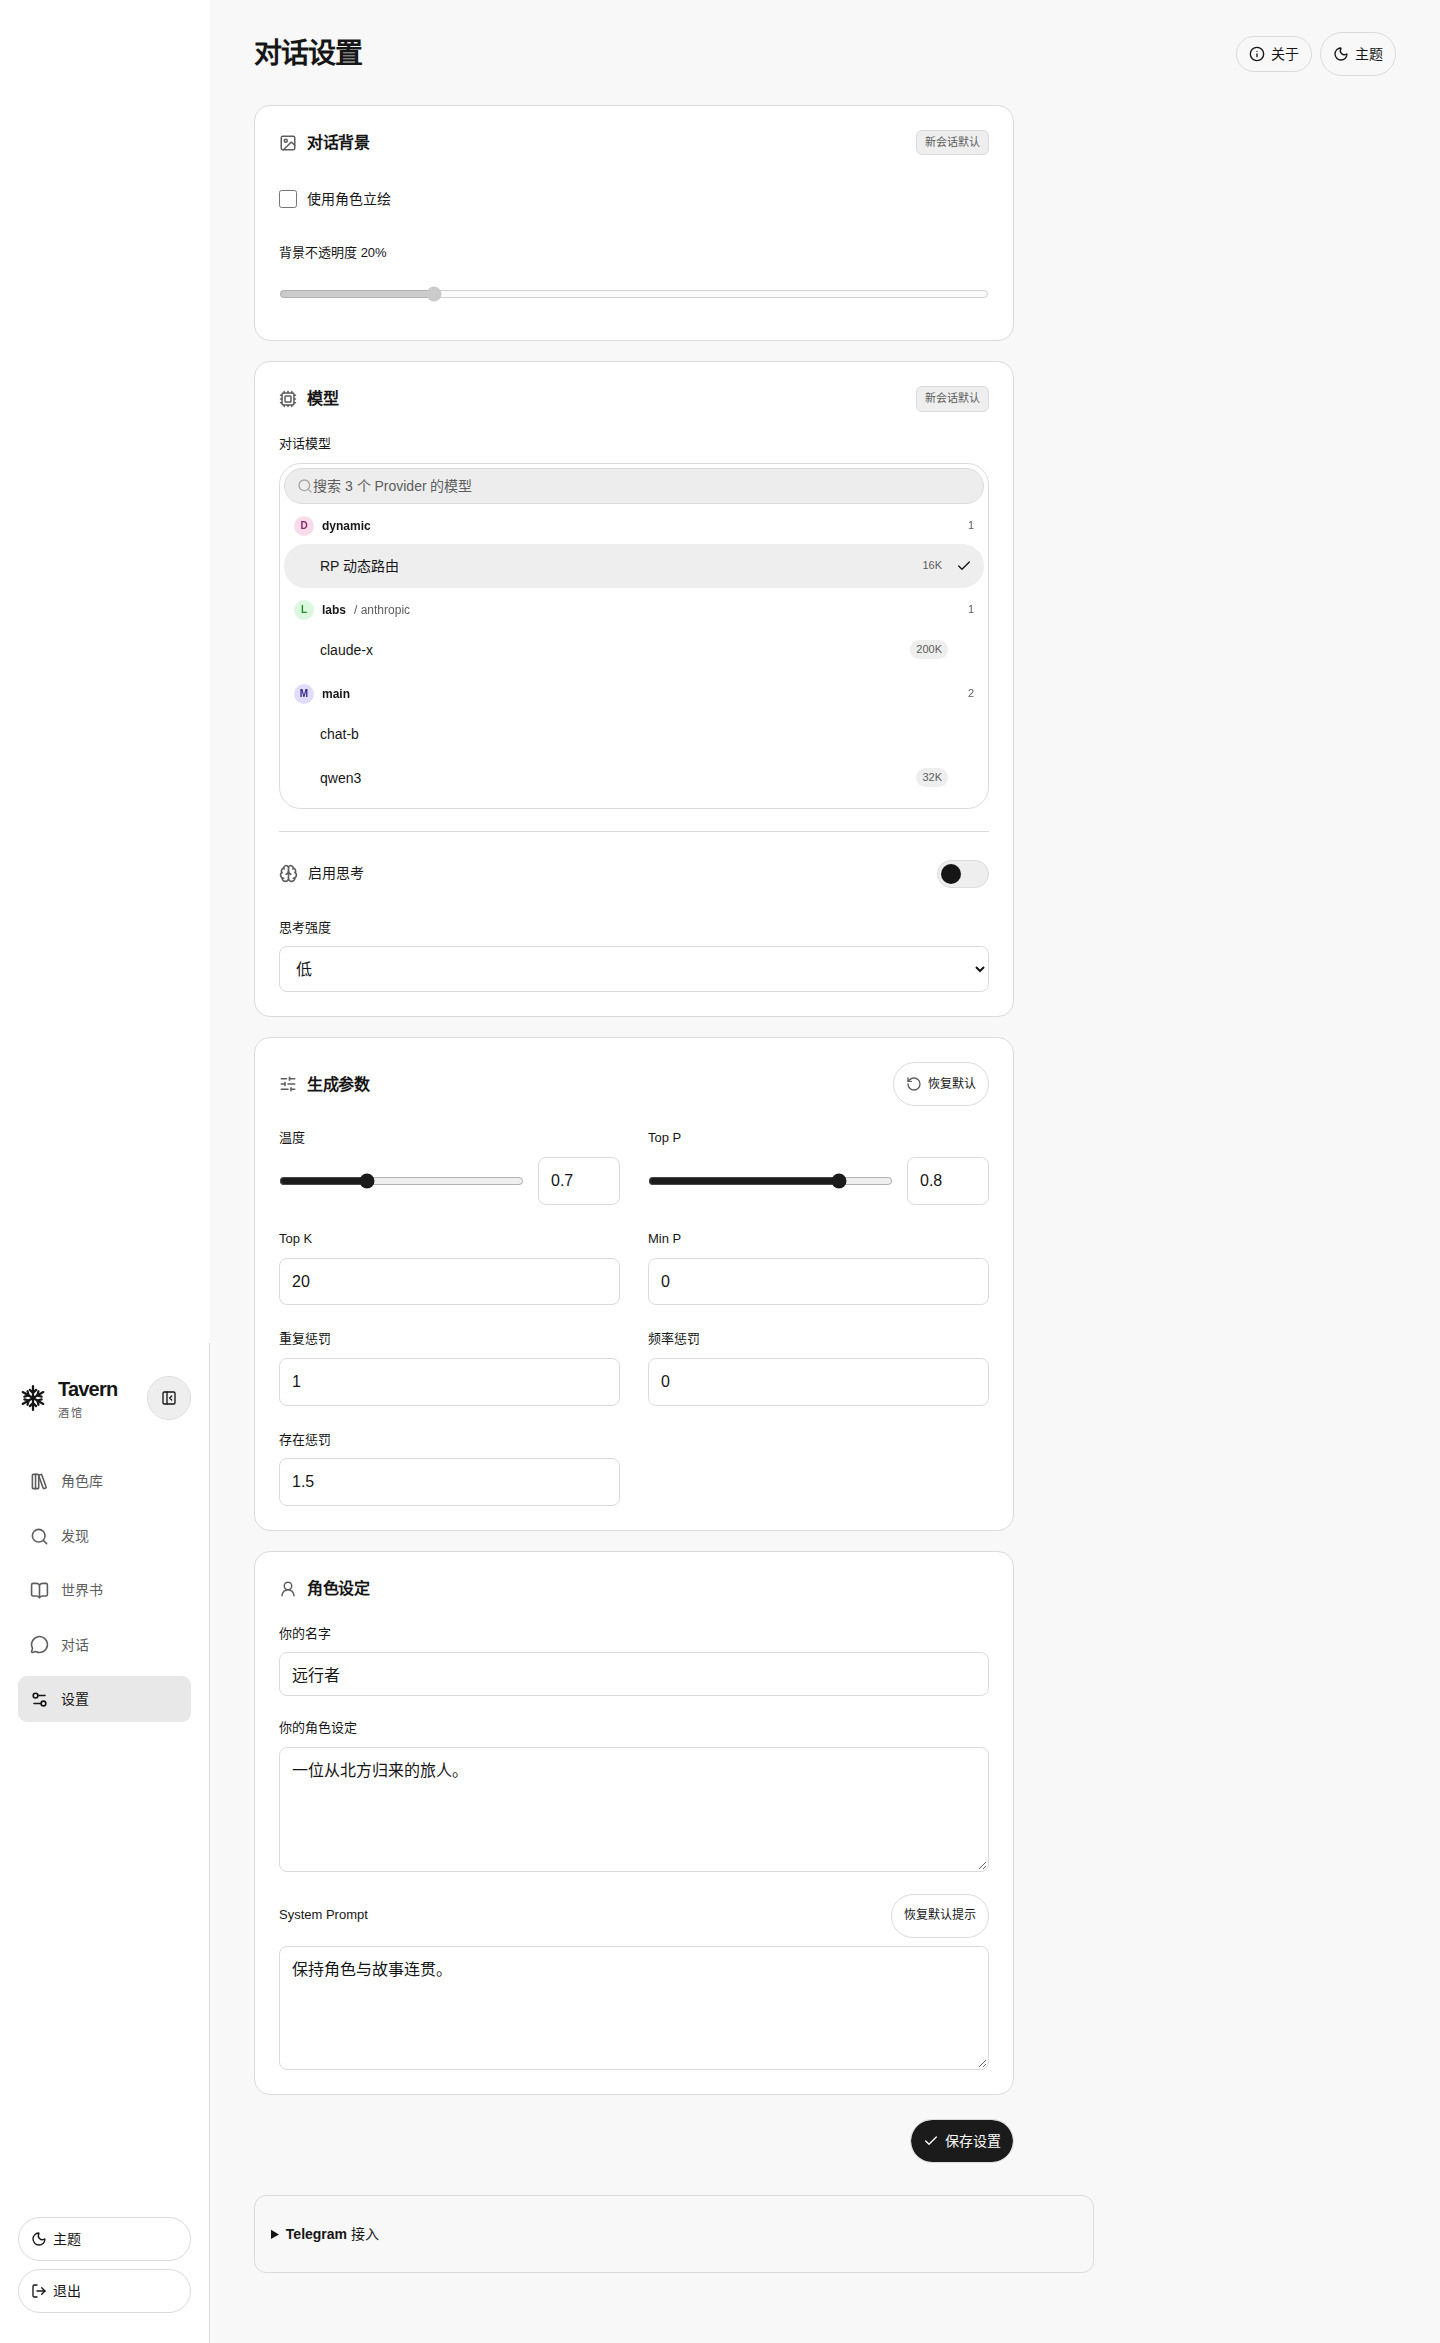 对话设置
关于
主题
对话背景
新会话默认
使用角色立绘
背景不透明度 20%
模型
新会话默认
对话模型
搜索 3 个 Provider 的模型
D dynamic 1
RP 动态路由 16K
L labs / anthropic 1
claude-x 200K
M main 2
chat-b
qwen3 32K
启用思考
思考强度
低
生成参数
恢复默认
温度
0.7
Top P
0.8
Top K
20
Min P
0
重复惩罚
1
频率惩罚
0
存在惩罚
1.5
角色设定
你的名字
远行者
你的角色设定
一位从北方归来的旅人。
System Prompt
恢复默认提示
保持角色与故事连贯。
保存设置
Telegram 接入
Tavern
酒馆
角色库
发现
世界书
对话
设置
主题
退出